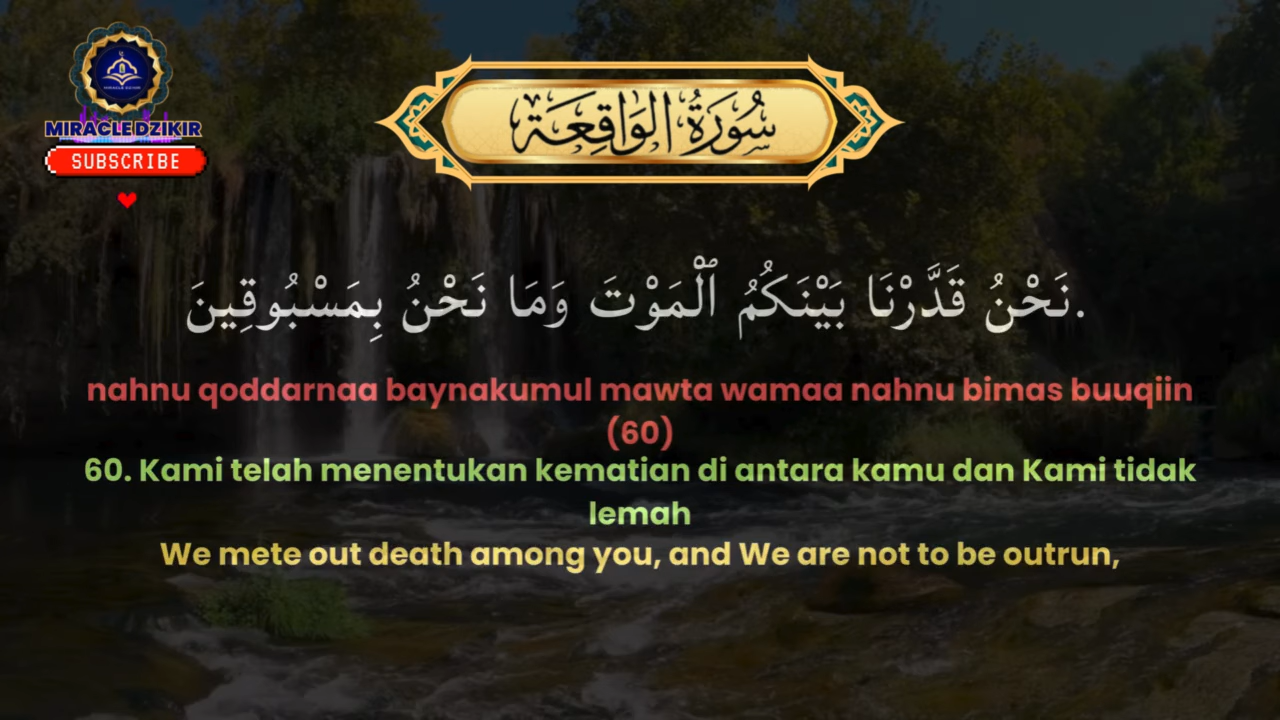 MIRACLE DZIKIR
SUBSCRIBE
سُورَةُ الوَاقِعَة
نَحْنُ قَدَّرْنَا بَيْنَكُمُ ٱلْمَوْتَ وَمَا نَحْنُ بِمَسْبُوقِينَ.
nahnu qoddarnaa baynakumul mawta wamaa nahnu bimas buuqiin
(60)
60. Kami telah menentukan kematian di antara kamu dan Kami tidak
lemah
We mete out death among you, and We are not to be outrun,